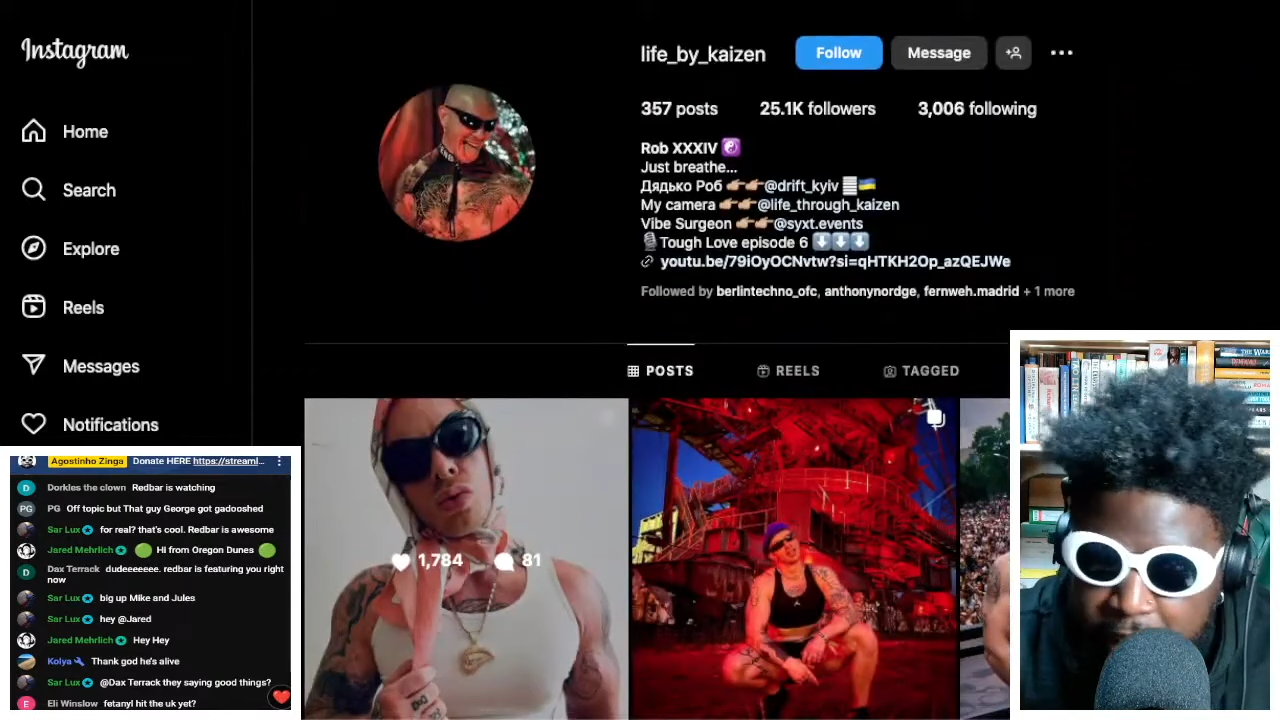 Instagram
Home
Search
Explore
Reels
Messages
Notifications
life_by_kaizen
Follow
Message
357 posts
25.1K followers
3,006 following
Rob XXXIV ☯️
Just breathe...
Дядько Роб 👉🏼👉🏼@drift_kyiv 🇺🇦
My camera 👉🏼👉🏼@life_through_kaizen
Vibe Surgeon 👉🏼👉🏼@syxt.events
🎙️Tough Love episode 6 ⬇️⬇️⬇️
youtu.be/79iOyOCNvtw?si=qHTKH2Op_azQEJWe
Followed by berlintechno_ofc, anthonynordge, fernweh.madrid + 1 more
POSTS
REELS
TAGGED
1,784
81
Agostinho Zinga Donate HERE https://streaml...
D Dorkles the clown Redbar is watching
PG PG Off topic but That guy George got gadooshed
Sar Lux for real? that's cool. Redbar is awesome
Jared Mehrlich 🟢 HI from Oregon Dunes 🟢
D Dax Terrack dudeeeeeee. redbar is featuring you right
now
Sar Lux big up Mike and Jules
Sar Lux hey @Jared
Jared Mehrlich Hey Hey
Kolya Thank god he's alive
Sar Lux @Dax Terrack they saying good things?
E Eli Winslow fetanyl hit the uk yet?